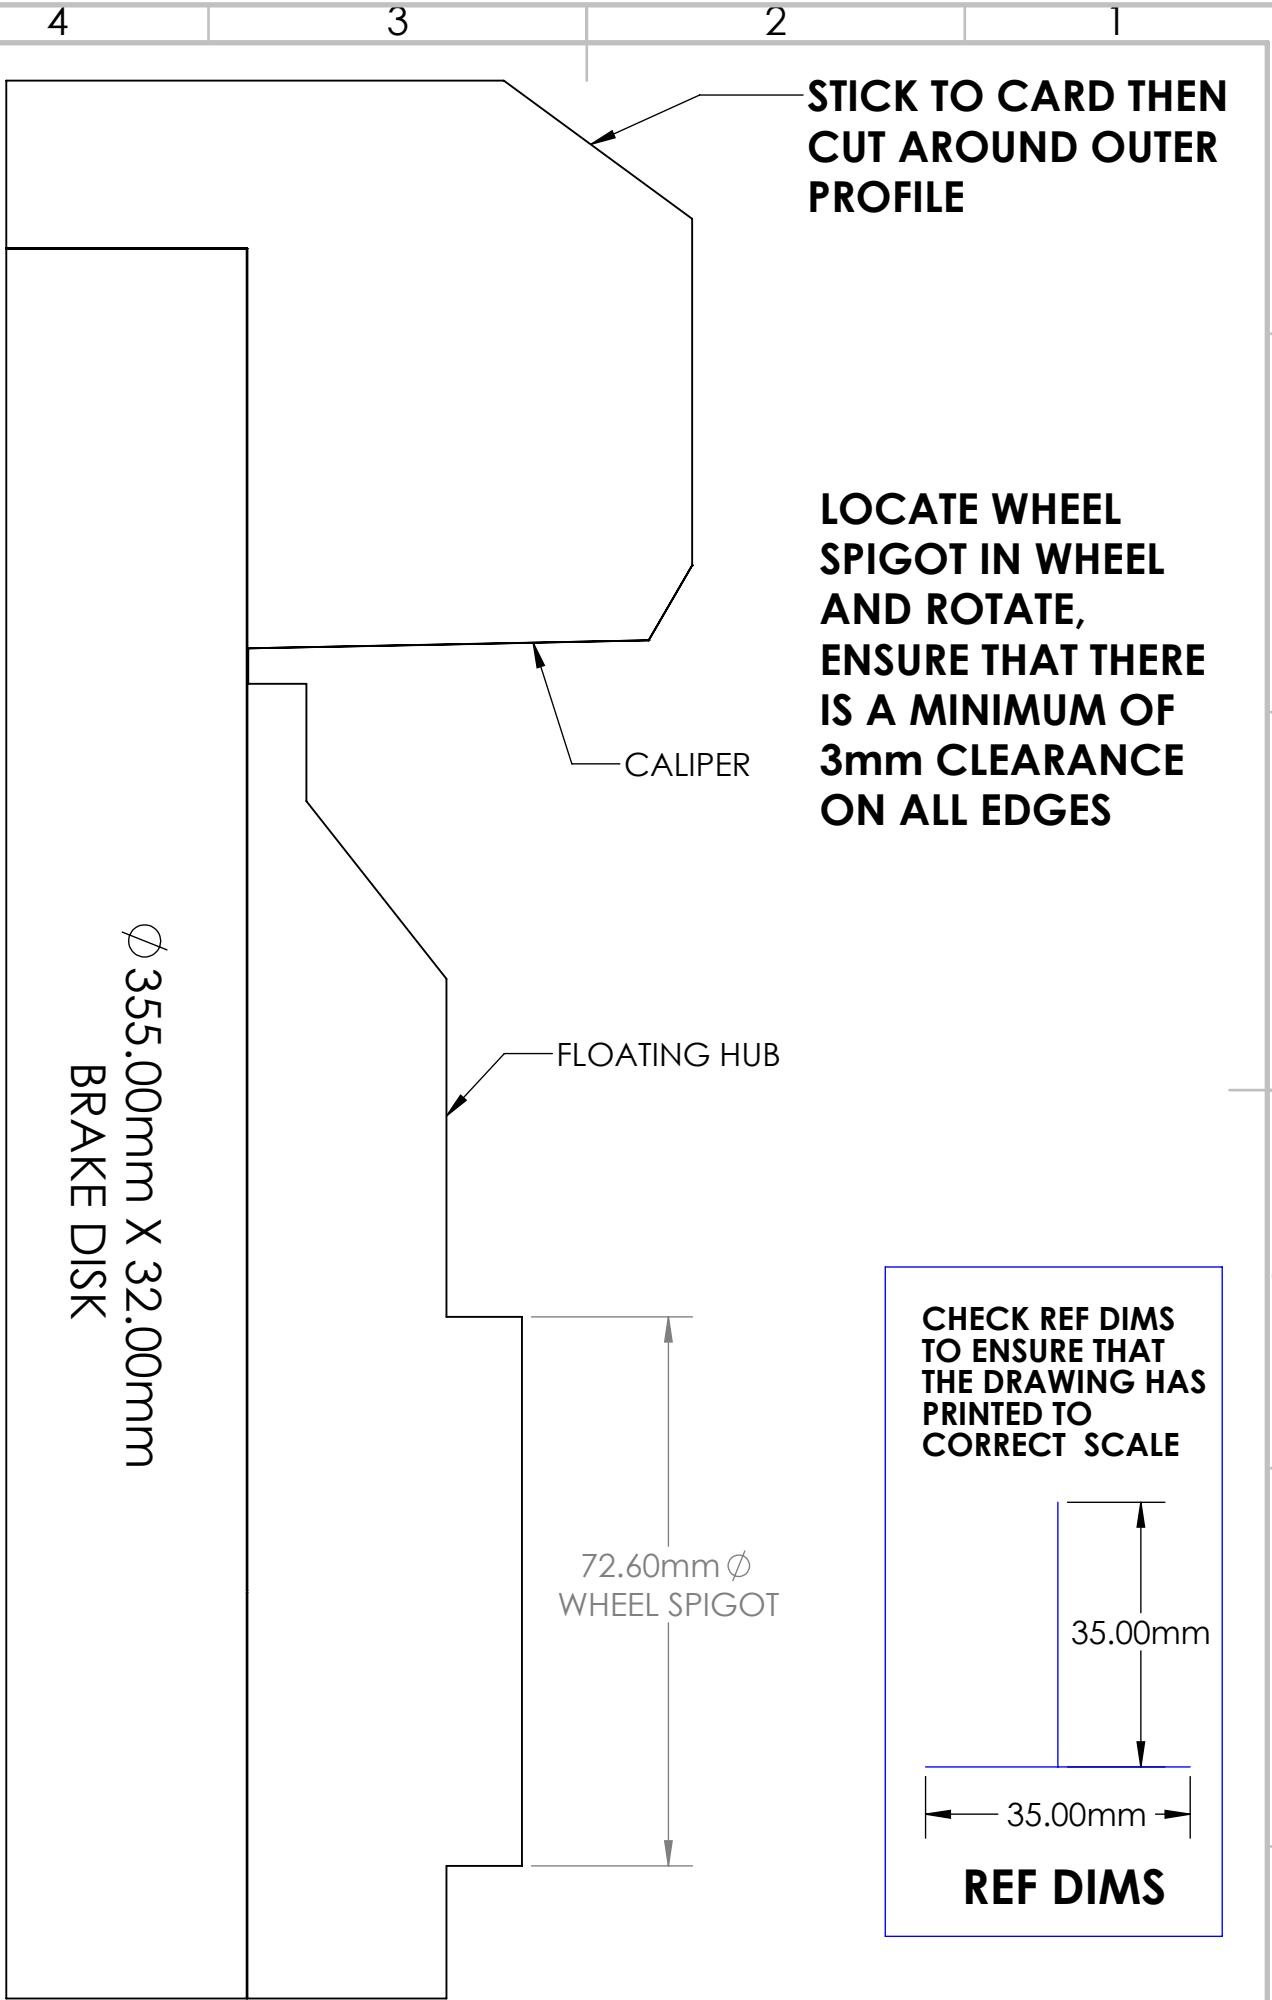 4 3 2 1
STICK TO CARD THEN
CUT AROUND OUTER
PROFILE
LOCATE WHEEL
SPIGOT IN WHEEL
AND ROTATE,
ENSURE THAT THERE
IS A MINIMUM OF
3mm CLEARANCE
ON ALL EDGES
CALIPER
FLOATING HUB
∅ 355.00mm X 32.00mm
BRAKE DISK
72.60mm ∅
WHEEL SPIGOT
CHECK REF DIMS
TO ENSURE THAT
THE DRAWING HAS
PRINTED TO
CORRECT SCALE
35.00mm
35.00mm
REF DIMS